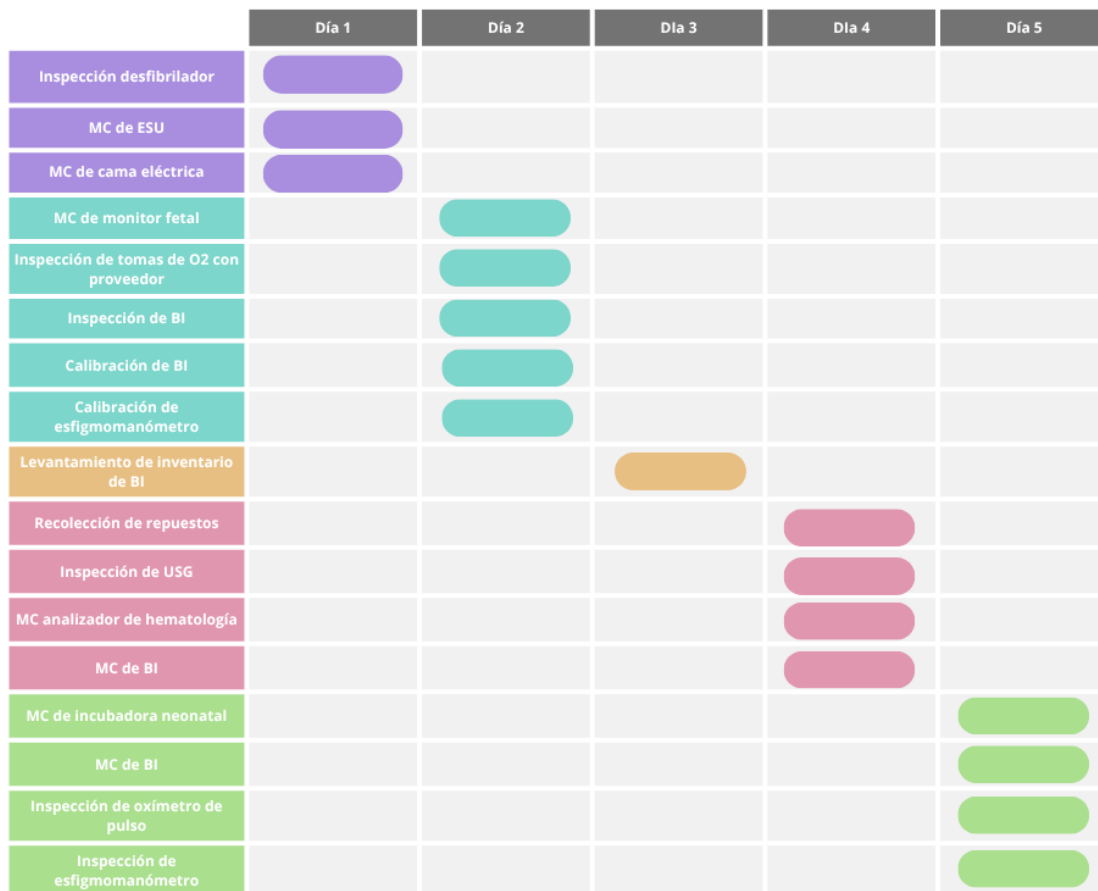 Día 1
Día 2
DIa 3
DIa 4
Día 5
Inspección desfibrilador
MC de ESU
MC de cama eléctrica
MC de monitor fetal
Inspección de tomas de O2 con
proveedor
Inspección de BI
Calibración de BI
Calibración de
esfigmomanómetro
Levantamiento de inventario
de BI
Recolección de repuestos
Inspección de USG
MC analizador de hematología
MC de BI
MC de incubadora neonatal
MC de BI
Inspección de oxímetro de
pulso
Inspección de
esfigmomanómetro